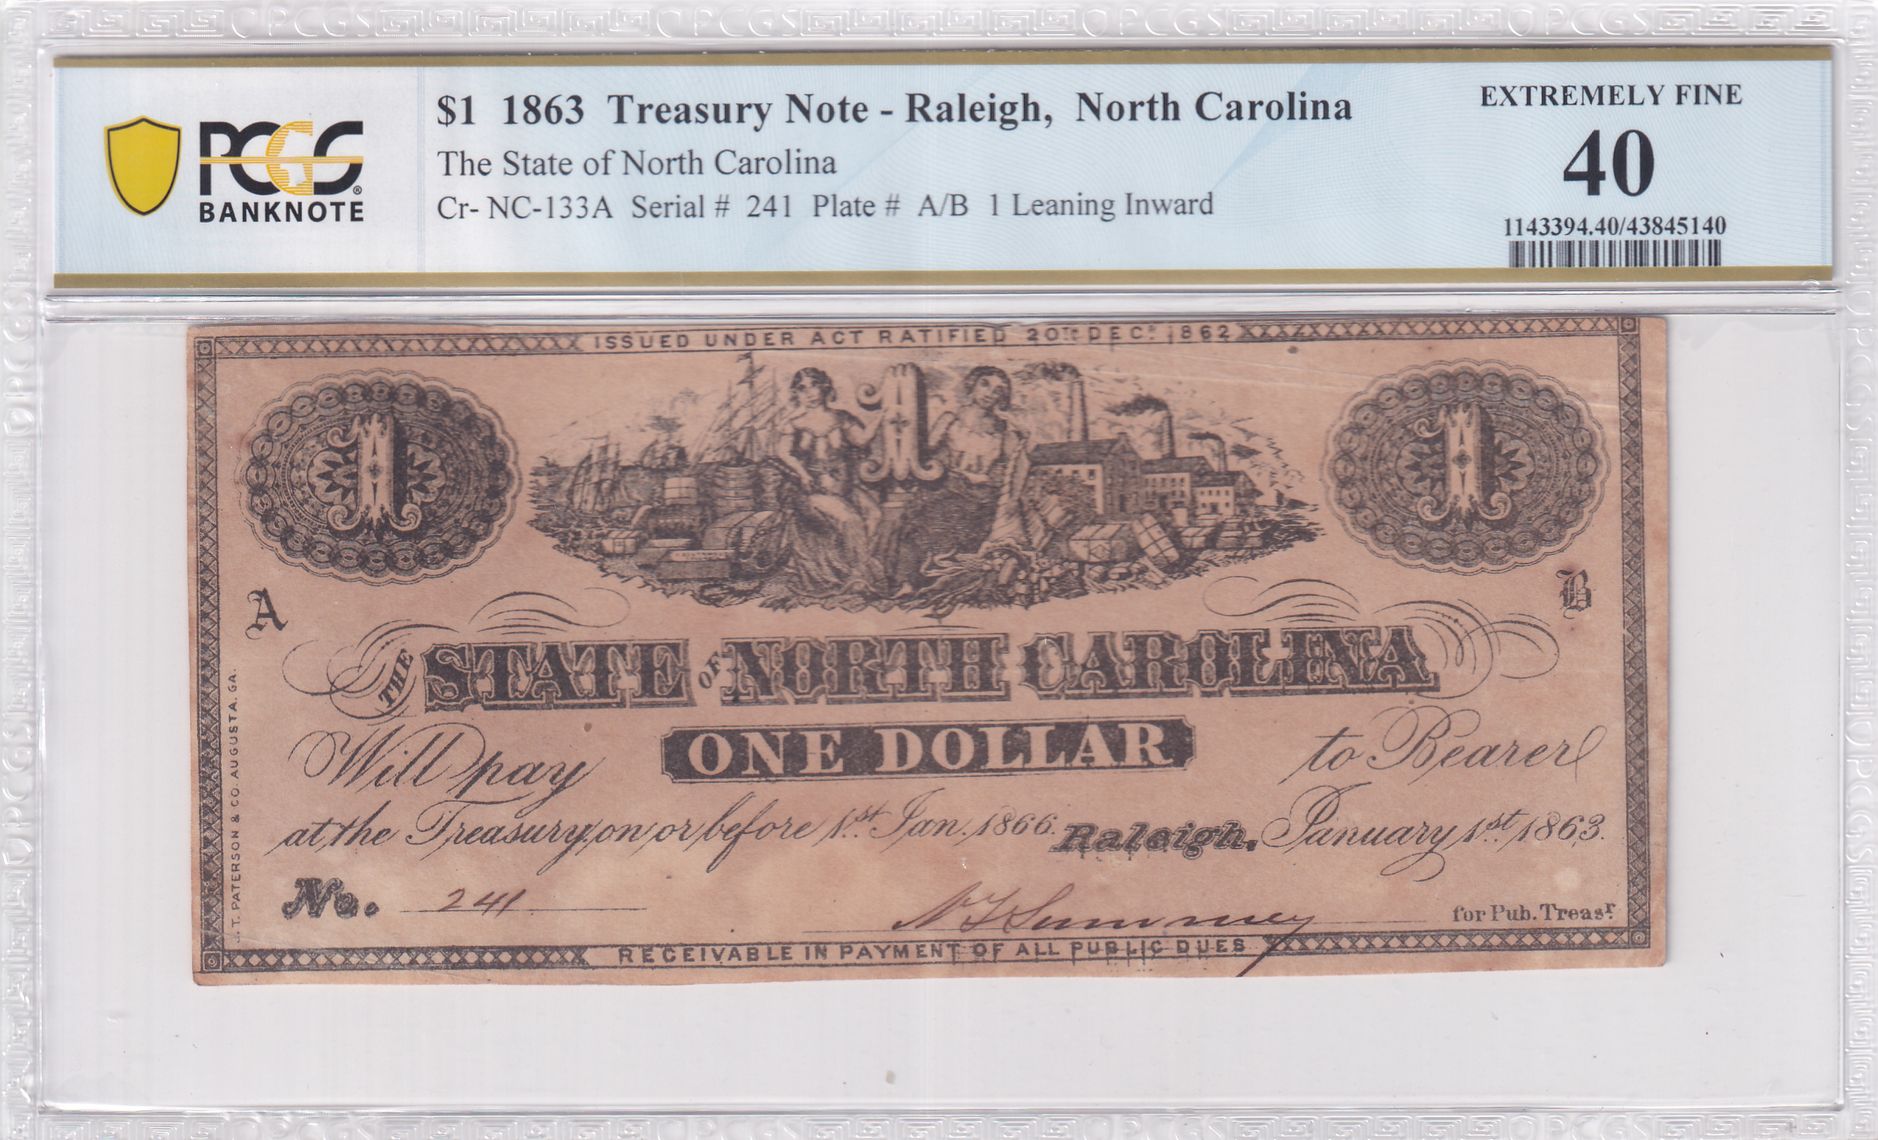 $1 1863 Treasury Note - Raleigh, North Carolina
EXTREMELY FINE
PCGS
BANKNOTE
The State of North Carolina
40
Cr- NC-133A Serial # 241 Plate # A/B 1 Leaning Inward
1143394.40/43845140
ISSUED UNDER ACT RATIFIED 20TH DECR 1862
1 1 1
A B
THE STATE OF NORTH CAROLINA
Will pay ONE DOLLAR to Bearer
at the Treasury, on or before 1st Jan. 1866. Raleigh, January 1st 1863.
No. 241 for Pub. Treasr
RECEIVABLE IN PAYMENT OF ALL PUBLIC DUES
J. T. PATERSON & CO. AUGUSTA, GA.